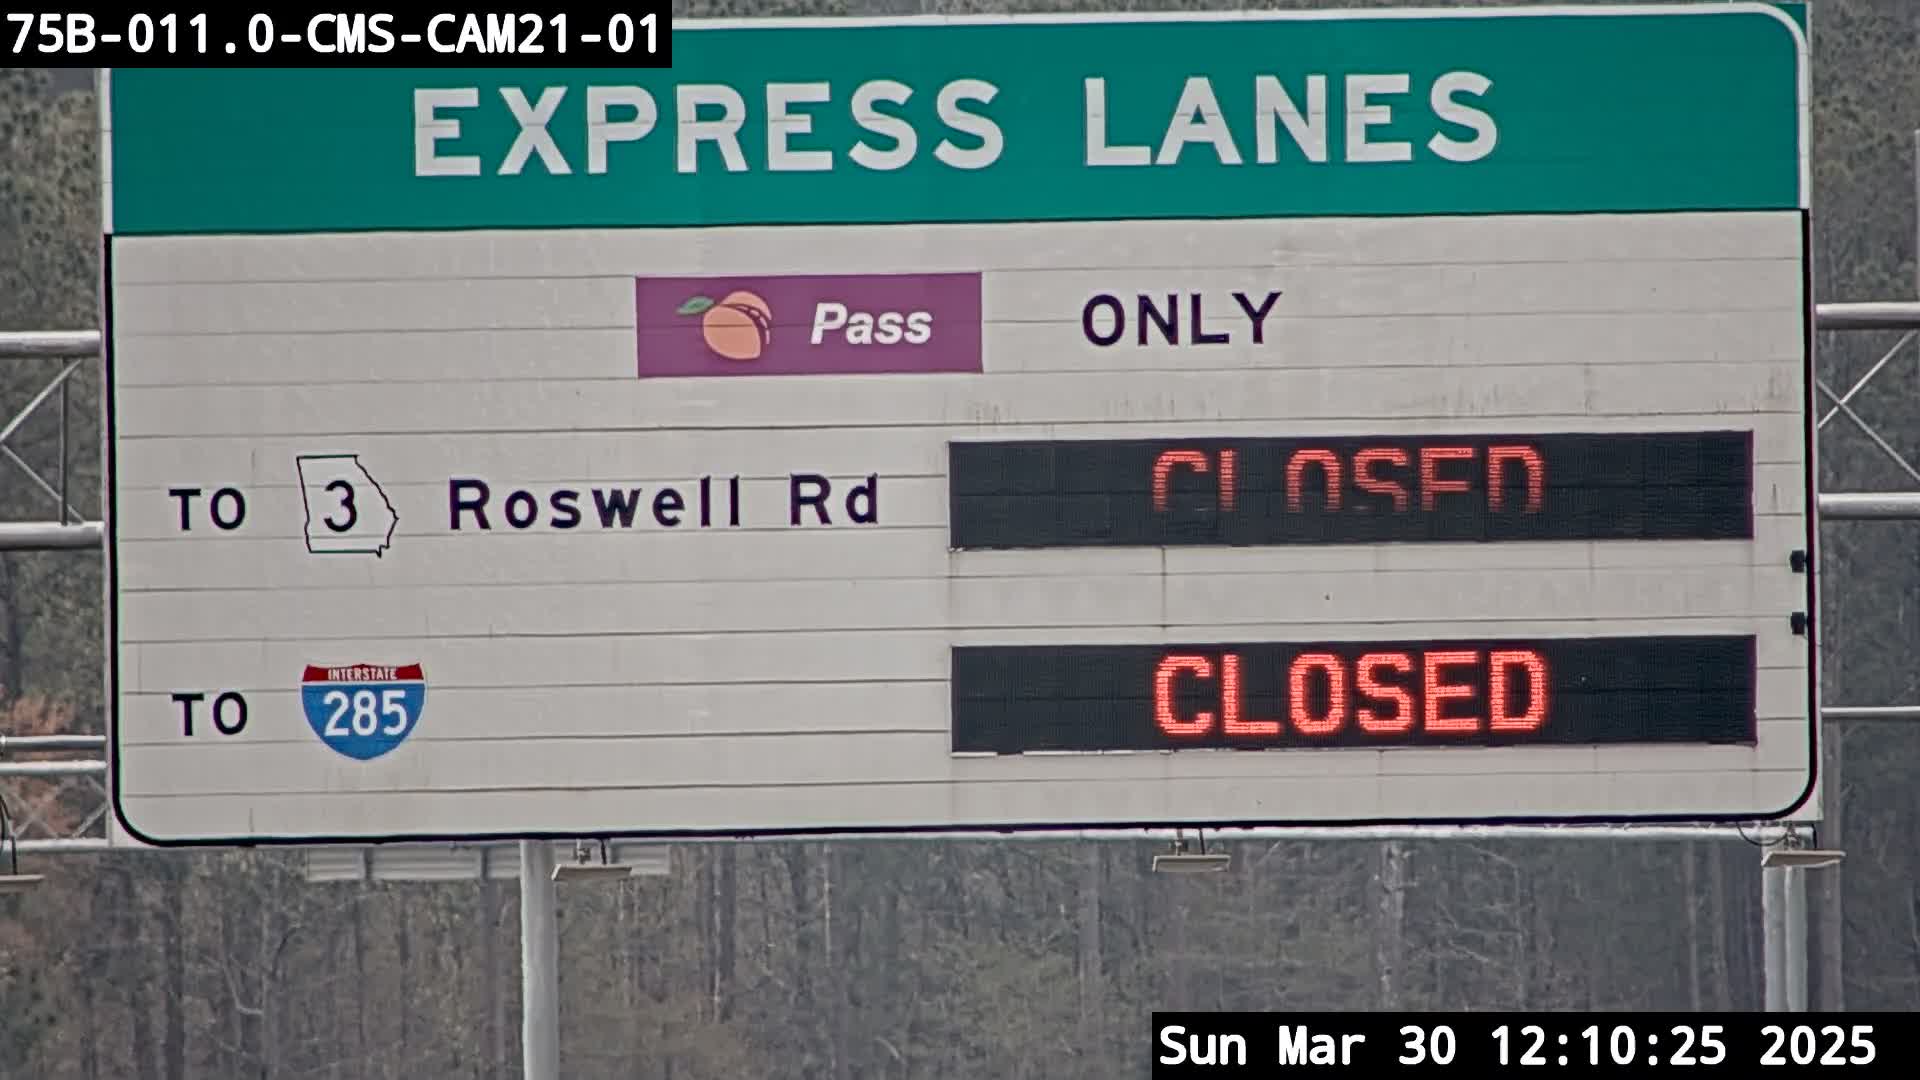 75B-011.0-CMS-CAM21-01
EXPRESS LANES
Pass ONLY
TO 3 Roswell Rd CLOSED
TO INTERSTATE 285 CLOSED
Sun Mar 30 12:10:25 2025